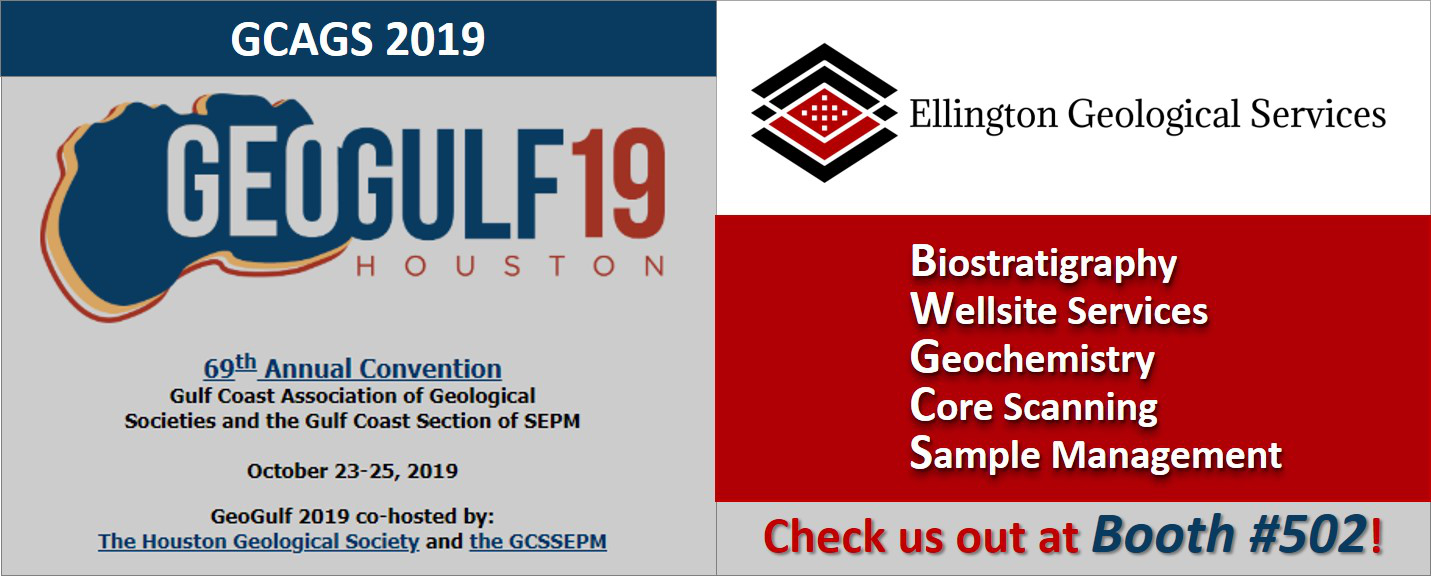 GCAGS 2019
GEOGULF19
HOUSTON
69th Annual Convention
Gulf Coast Association of Geological
Societies and the Gulf Coast Section of SEPM
October 23-25, 2019
GeoGulf 2019 co-hosted by:
The Houston Geological Society and the GCSSEPM
Ellington Geological Services
Biostratigraphy
Wellsite Services
Geochemistry
Core Scanning
Sample Management
Check us out at Booth #502!